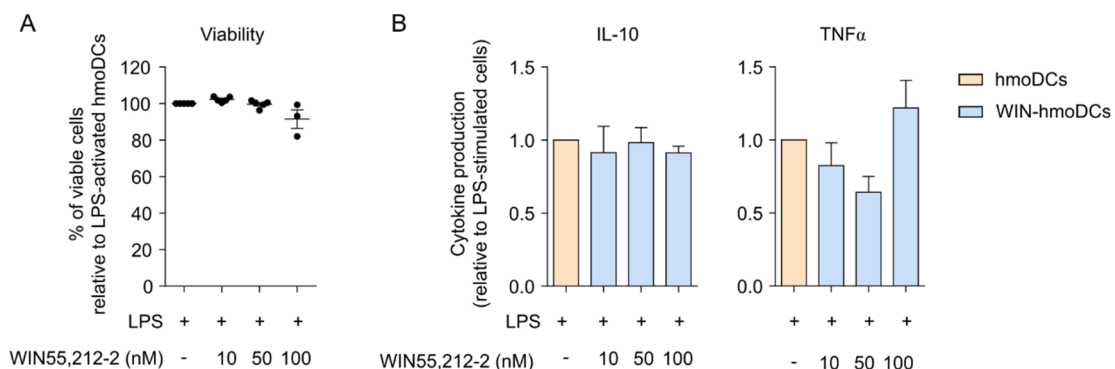 A
Viability
% of viable cells
relative to LPS-activated hmoDCs
120
100
80
60
40
20
0
LPS + + + +
WIN55,212-2 (nM) - 10 50 100
B
IL-10
Cytokine production
(relative to LPS-stimulated cells)
1.5
1.0
0.5
0.0
LPS + + + +
WIN55,212-2 (nM) - 10 50 100
TNFα
1.5
1.0
0.5
0.0
+ + + +
- 10 50 100
hmoDCs
WIN-hmoDCs